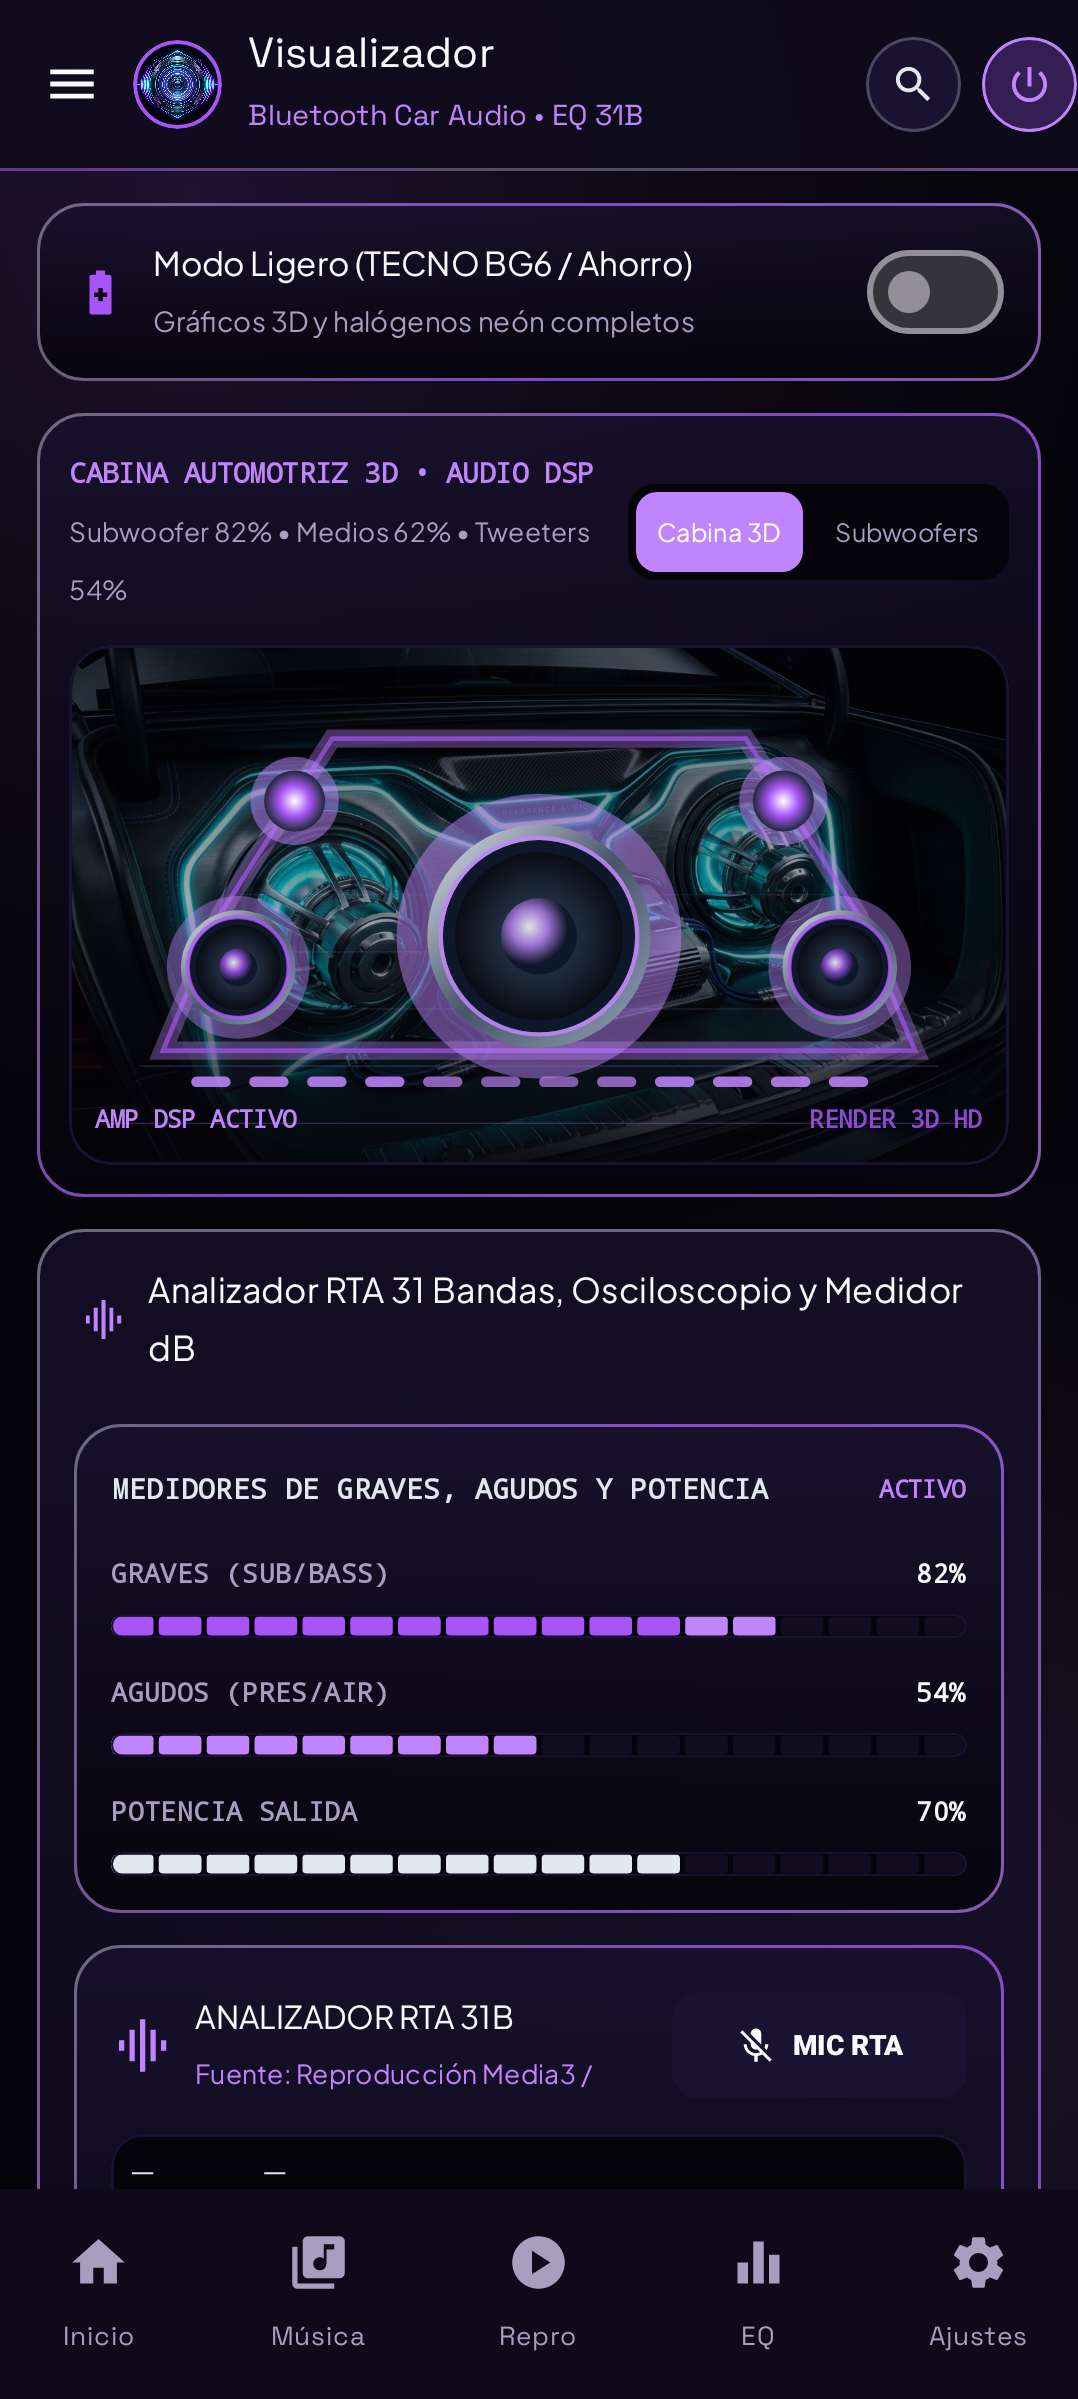 Visualizador
Bluetooth Car Audio • EQ 31B
Modo Ligero (TECNO BG6 / Ahorro)
Gráficos 3D y halógenos neón completos
CABINA AUTOMOTRIZ 3D • AUDIO DSP
Subwoofer 82% • Medios 62% • Tweeters
54%
Cabina 3D
Subwoofers
REFERENCE AUDIO
AMP DSP ACTIVO
RENDER 3D HD
Analizador RTA 31 Bandas, Osciloscopio y Medidor
dB
MEDIDORES DE GRAVES, AGUDOS Y POTENCIA
ACTIVO
GRAVES (SUB/BASS)
82%
AGUDOS (PRES/AIR)
54%
POTENCIA SALIDA
70%
ANALIZADOR RTA 31B
Fuente: Reproducción Media3 /
MIC RTA
Inicio
Música
Repro
EQ
Ajustes